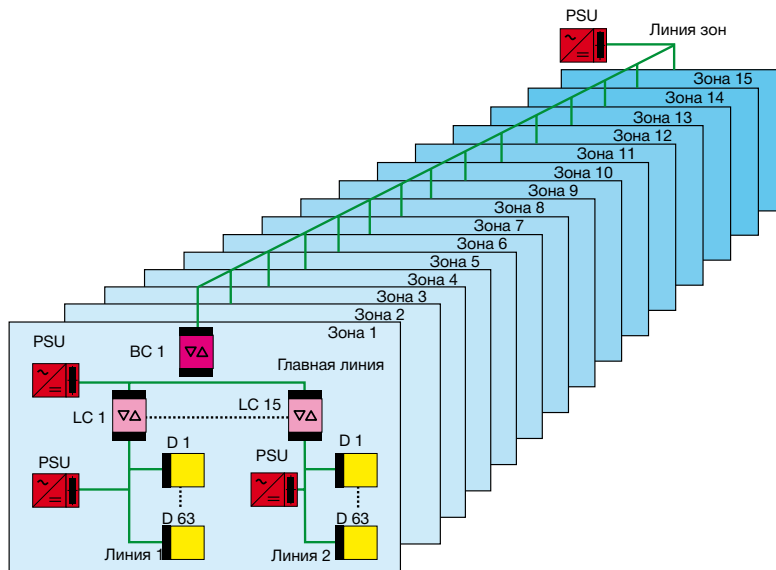 PSU
Линия зон
Зона 15
Зона 14
Зона 13
Зона 12
Зона 11
Зона 10
Зона 9
Зона 8
Зона 7
Зона 6
Зона 5
Зона 4
Зона 3
Зона 2
Зона 1
PSU
BC 1
Главная линия
LC 1
LC 15
D 1
D 1
PSU
PSU
D 63
D 63
Линия 1
Линия 2